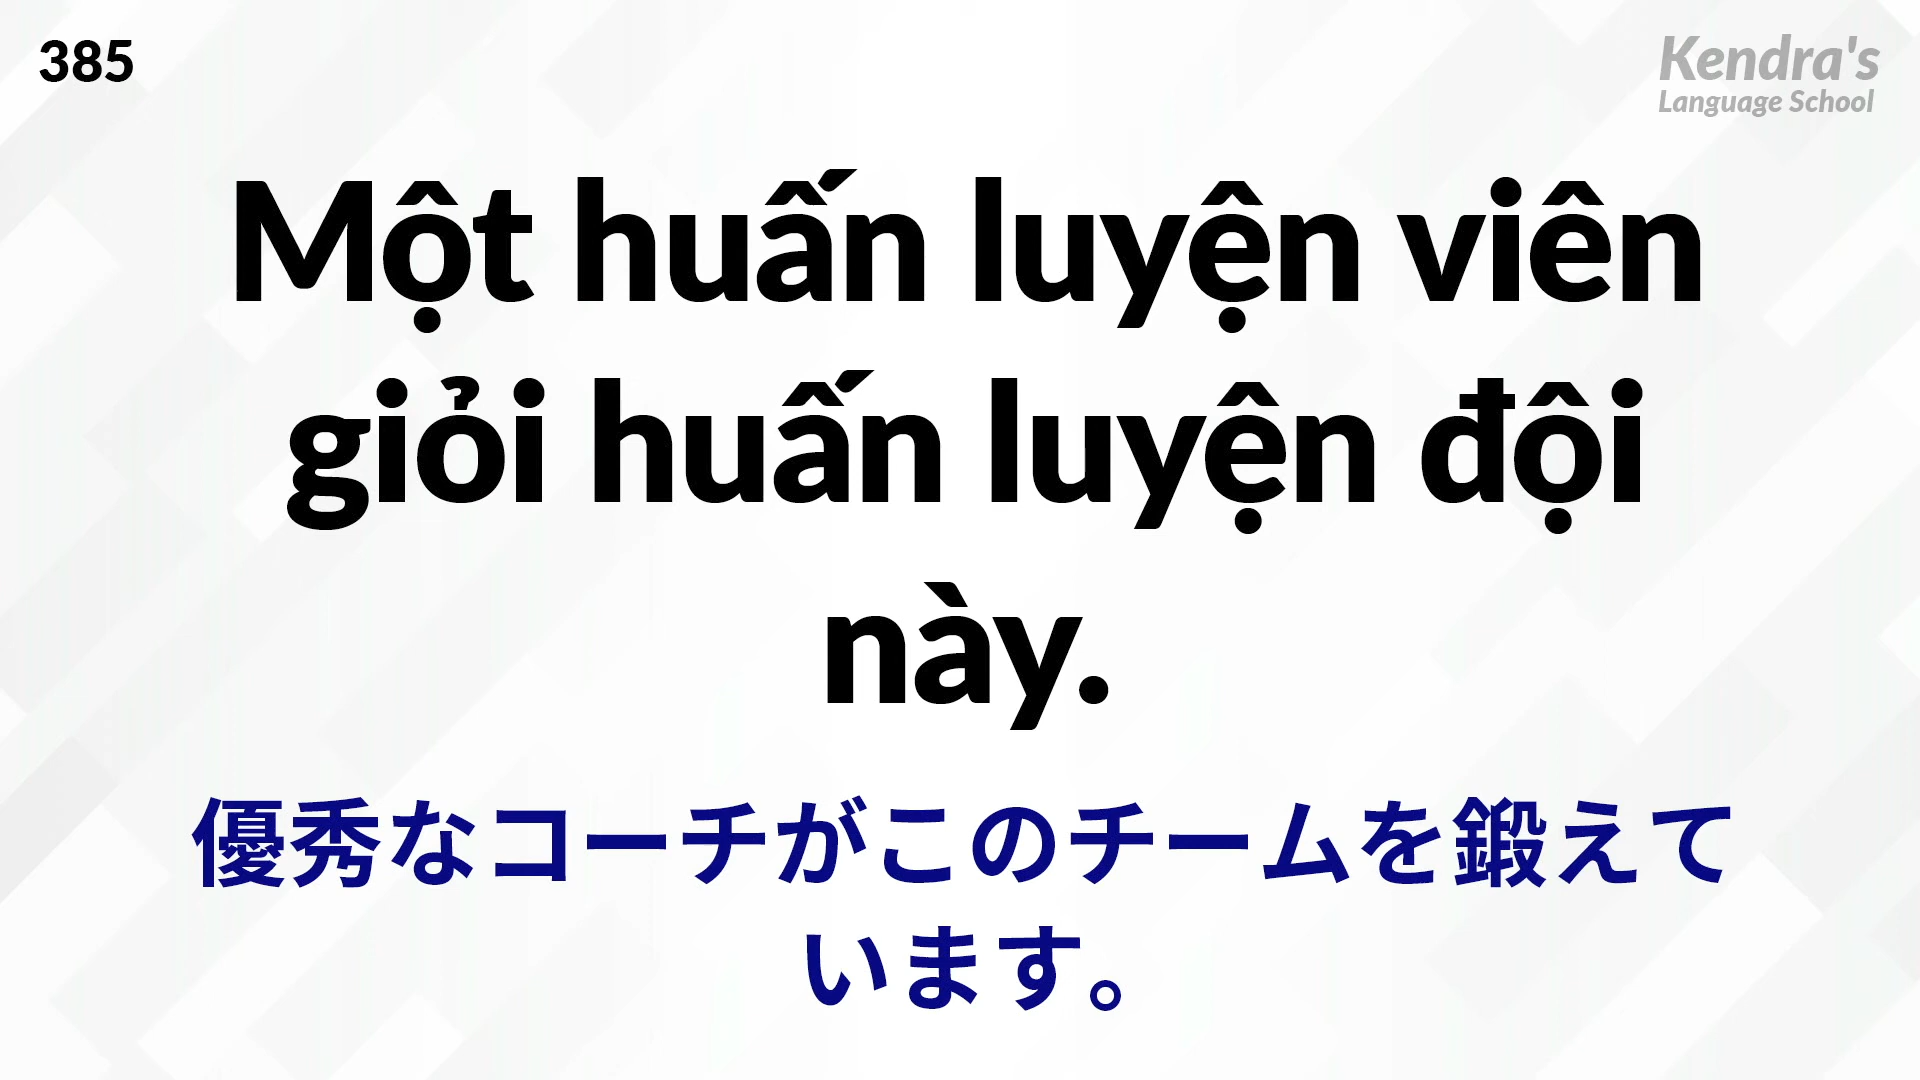 385
Kendra's
Language School
Một huấn luyện viên
giỏi huấn luyện đội
này.
優秀なコーチがこのチームを鍛えて
います。